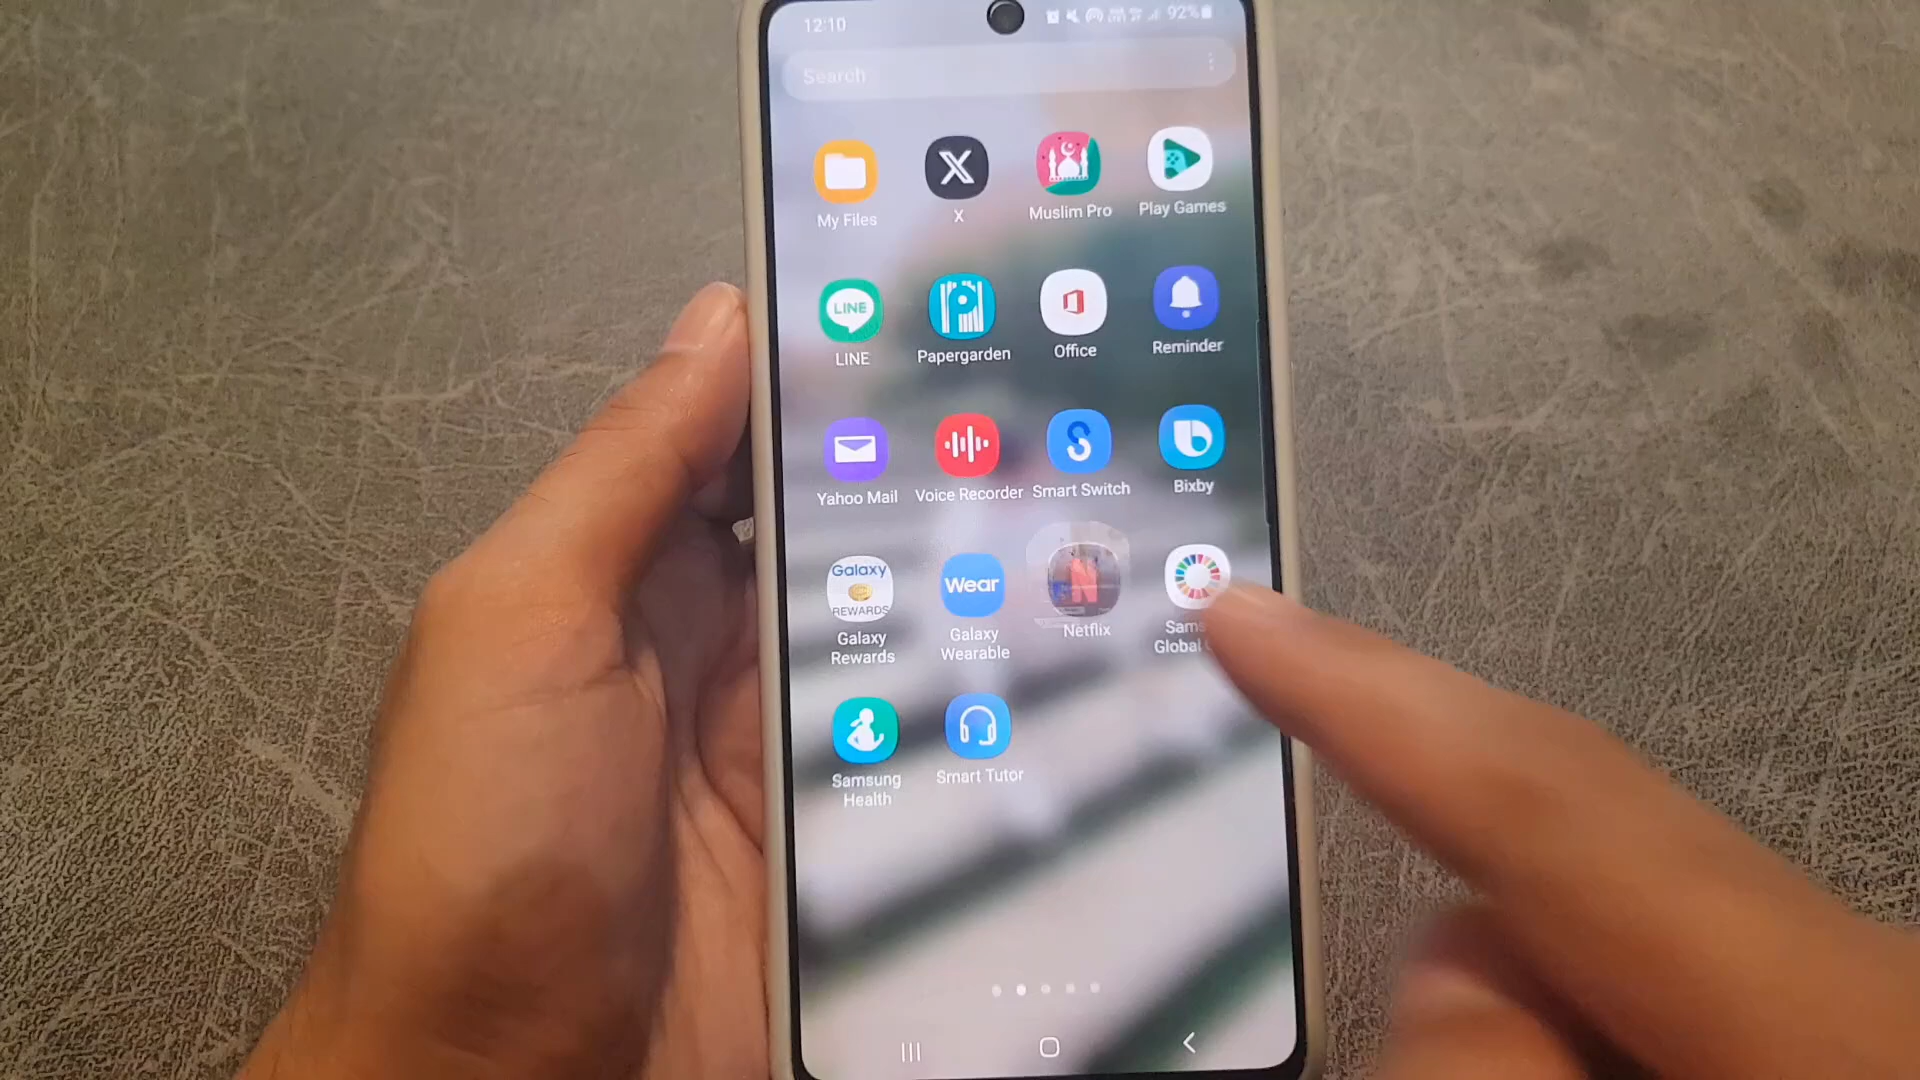 12:10
92%
Search
My Files
X
Muslim Pro
Play Games
LINE
LINE
Papergarden
Office
Reminder
Yahoo Mail
Voice Recorder
Smart Switch
Bixby
Galaxy
REWARDS
Galaxy
Rewards
Wear
Galaxy
Wearable
Netflix
Global
Samsung
Health
Smart Tutor